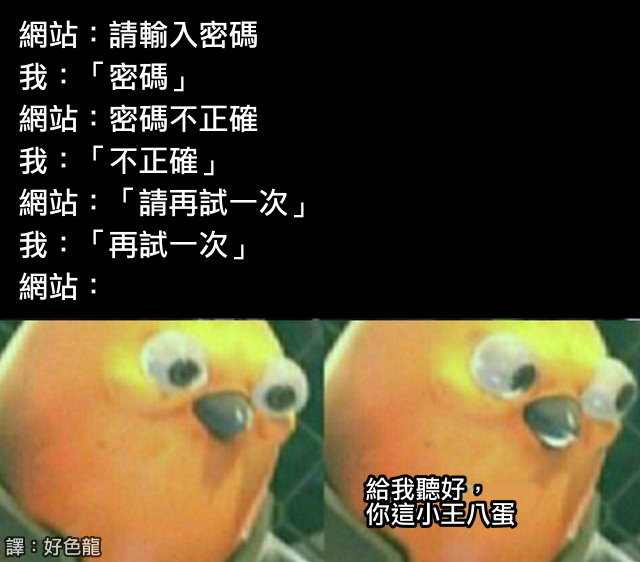 網站：請輸入密碼
我：「密碼」
網站：密碼不正確
我：「不正確」
網站：「請再試一次」
我：「再試一次」
網站：
給我聽好，
你這小王八蛋
譯：好色龍